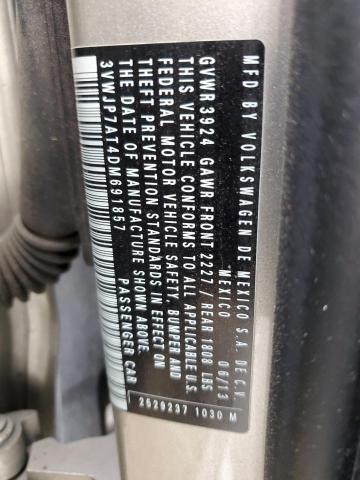 MFD BY VOLKSWAGEN DE MEXICO S.A. DE C.V.
MEXICO 06/13
GVWR 3924 GAWR FRONT 2227 / REAR 1808 LBS
THIS VEHICLE CONFORMS TO ALL APPLICABLE U.S.
FEDERAL MOTOR VEHICLE SAFETY, BUMPER AND
THEFT PREVENTION STANDARDS IN EFFECT ON
THE DATE OF MANUFACTURE SHOWN ABOVE.
3VWJP7AT4DM691857 PASSENGER CAR
2529237 1030 M